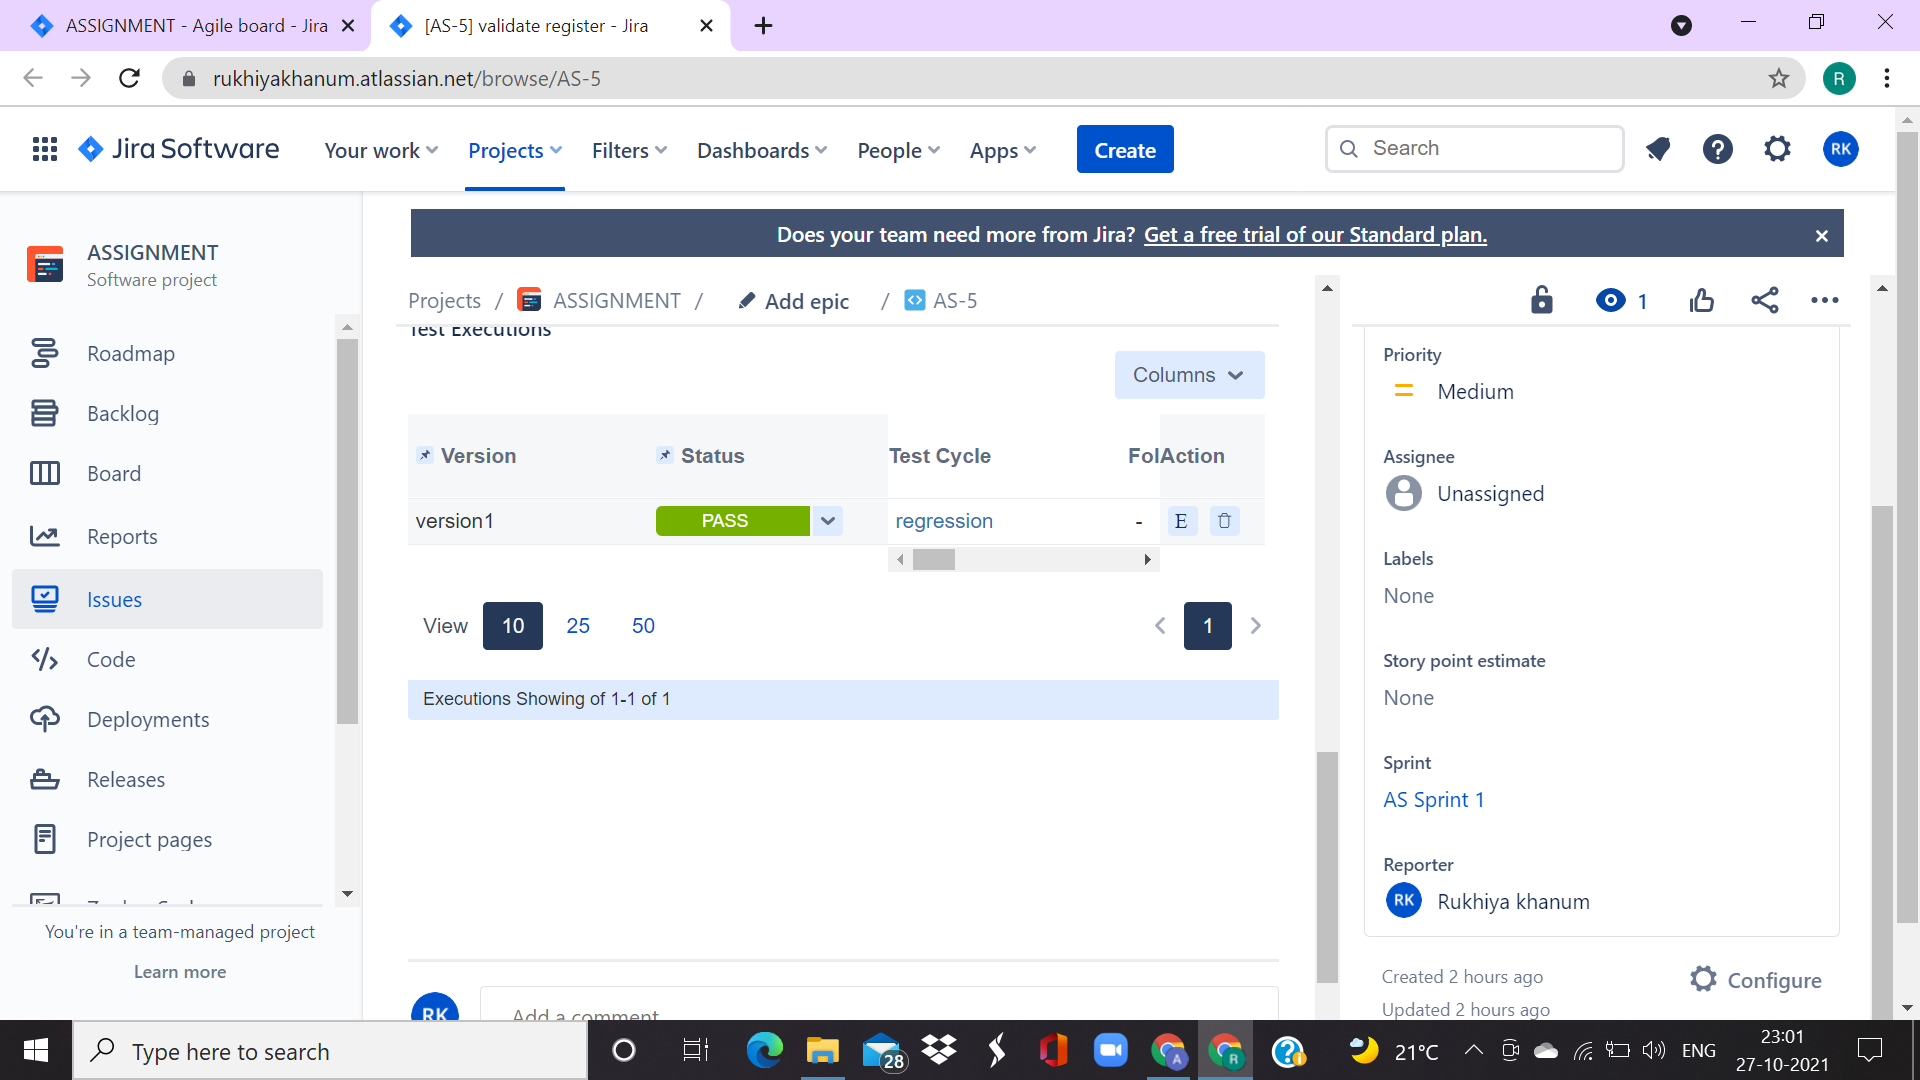 ASSIGNMENT - Agile board - Jira
[AS-5] validate register - Jira
rukhiyakhanum.atlassian.net/browse/AS-5
R
Jira Software
Your work
Projects
Filters
Dashboards
People
Apps
Create
Search
RK
ASSIGNMENT
Software project
Roadmap
Backlog
Board
Reports
Issues
Code
Deployments
Releases
Project pages
You're in a team-managed project
Learn more
Does your team need more from Jira? Get a free trial of our Standard plan.
Projects / ASSIGNMENT / Add epic / AS-5
1
Test Executions
Columns
Version Status Test Cycle Fol Action
version1 PASS regression - E
View 10 25 50
1
Executions Showing of 1-1 of 1
RK
Add a comment
Priority
Medium
Assignee
Unassigned
Labels
None
Story point estimate
None
Sprint
AS Sprint 1
Reporter
RK Rukhiya khanum
Created 2 hours ago
Updated 2 hours ago
Configure
Type here to search
28
A
R
21°C
ENG
23:01
27-10-2021